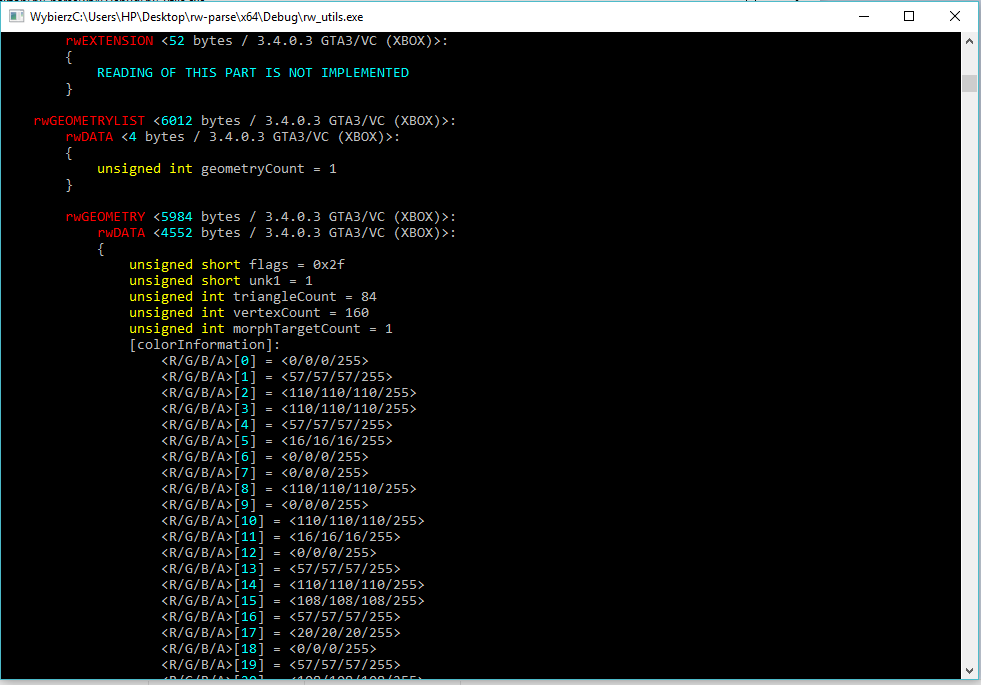 WybierzC:\Users\HP\Desktop\rw-parse\x64\Debug\rw_utils.exe
rwEXTENSION <52 bytes / 3.4.0.3 GTA3/VC (XBOX)>:
{
READING OF THIS PART IS NOT IMPLEMENTED
}
rwGEOMETRYLIST <6012 bytes / 3.4.0.3 GTA3/VC (XBOX)>:
rwDATA <4 bytes / 3.4.0.3 GTA3/VC (XBOX)>:
{
unsigned int geometryCount = 1
}
rwGEOMETRY <5984 bytes / 3.4.0.3 GTA3/VC (XBOX)>:
rwDATA <4552 bytes / 3.4.0.3 GTA3/VC (XBOX)>:
{
unsigned short flags = 0x2f
unsigned short unk1 = 1
unsigned int triangleCount = 84
unsigned int vertexCount = 160
unsigned int morphTargetCount = 1
[colorInformation]:
<R/G/B/A>[0] = <0/0/0/255>
<R/G/B/A>[1] = <57/57/57/255>
<R/G/B/A>[2] = <110/110/110/255>
<R/G/B/A>[3] = <110/110/110/255>
<R/G/B/A>[4] = <57/57/57/255>
<R/G/B/A>[5] = <16/16/16/255>
<R/G/B/A>[6] = <0/0/0/255>
<R/G/B/A>[7] = <0/0/0/255>
<R/G/B/A>[8] = <110/110/110/255>
<R/G/B/A>[9] = <0/0/0/255>
<R/G/B/A>[10] = <110/110/110/255>
<R/G/B/A>[11] = <16/16/16/255>
<R/G/B/A>[12] = <0/0/0/255>
<R/G/B/A>[13] = <57/57/57/255>
<R/G/B/A>[14] = <110/110/110/255>
<R/G/B/A>[15] = <108/108/108/255>
<R/G/B/A>[16] = <57/57/57/255>
<R/G/B/A>[17] = <20/20/20/255>
<R/G/B/A>[18] = <0/0/0/255>
<R/G/B/A>[19] = <57/57/57/255>